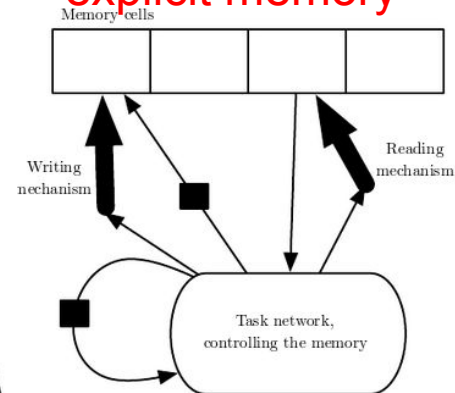 explicit memory
Memory cells
Writing
nechanism
Reading
mechanism
Task network,
controlling the memory